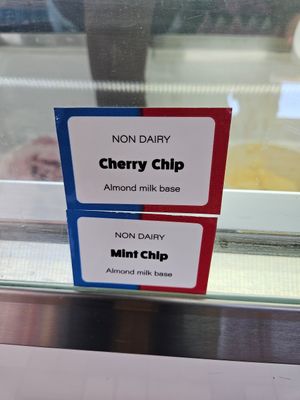 NON DAIRY
Cherry Chip
Almond milk base
NON DAIRY
Mint Chip
Almond milk base